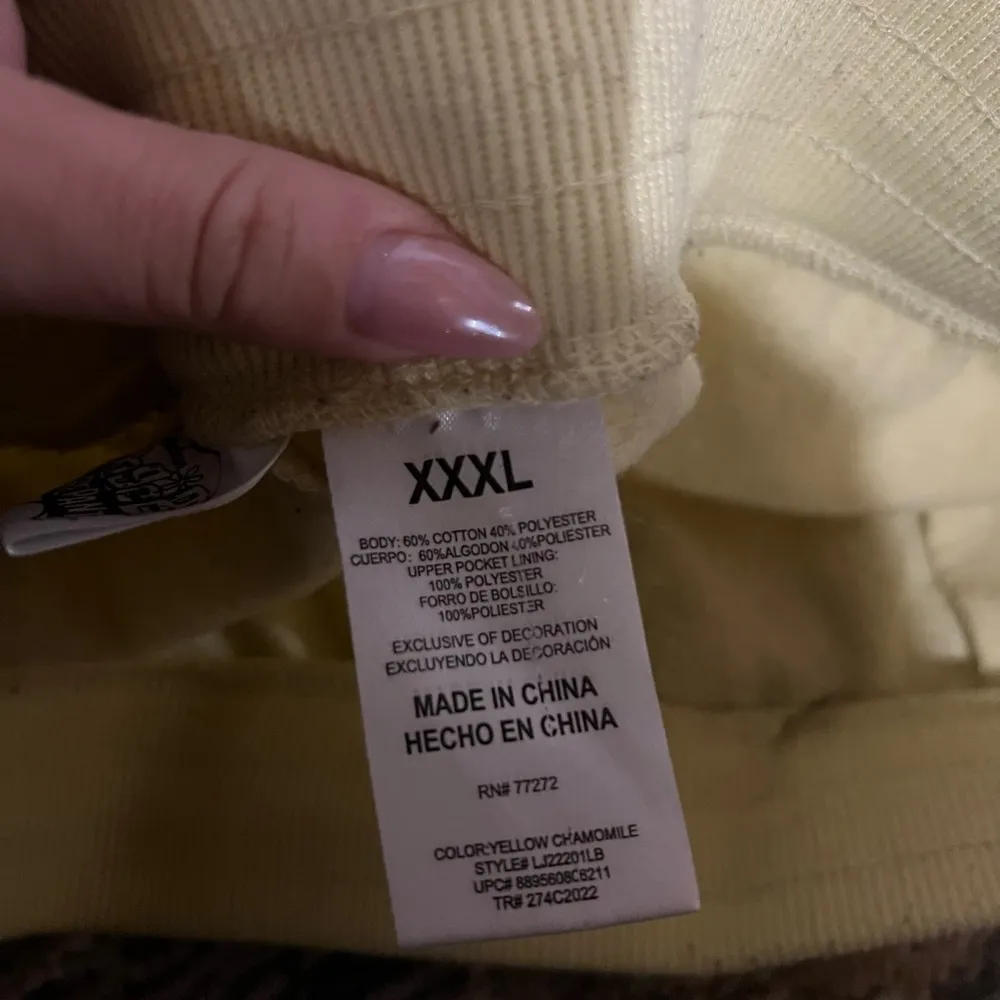 XXXL
BODY: 60% COTTON 40% POLYESTER
CUERPO: 60%ALGODON 40%POLIESTER
UPPER POCKET LINING:
100% POLYESTER
FORRO DE BOLSILLO:
100%POLIESTER
EXCLUSIVE OF DECORATION
EXCLUYENDO LA DECORACIÓN
MADE IN CHINA
HECHO EN CHINA
RN# 77272
COLOR:YELLOW CHAMOMILE
STYLE# LJ22201LB
UPC#
TR# 274C2022